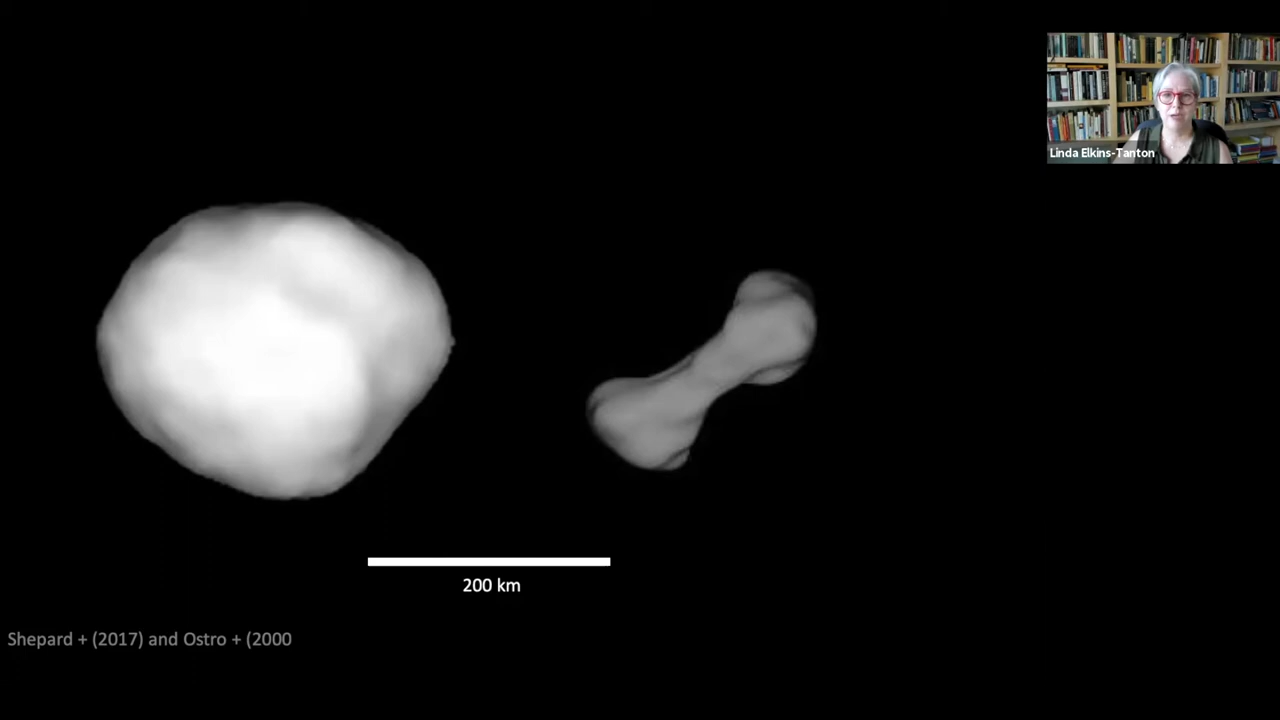 Linda Elkins-Tanton
200 km
Shepard + (2017) and Ostro + (2000